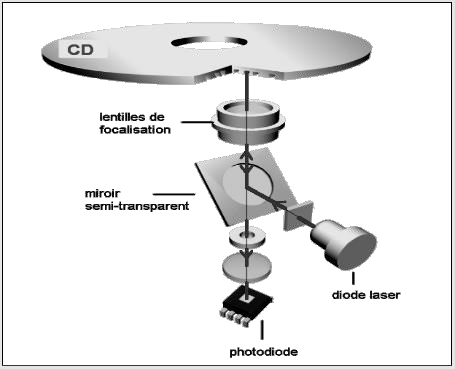 CD
lentilles de
focalisation
miroir
semi-transparent
diode laser
photodiode